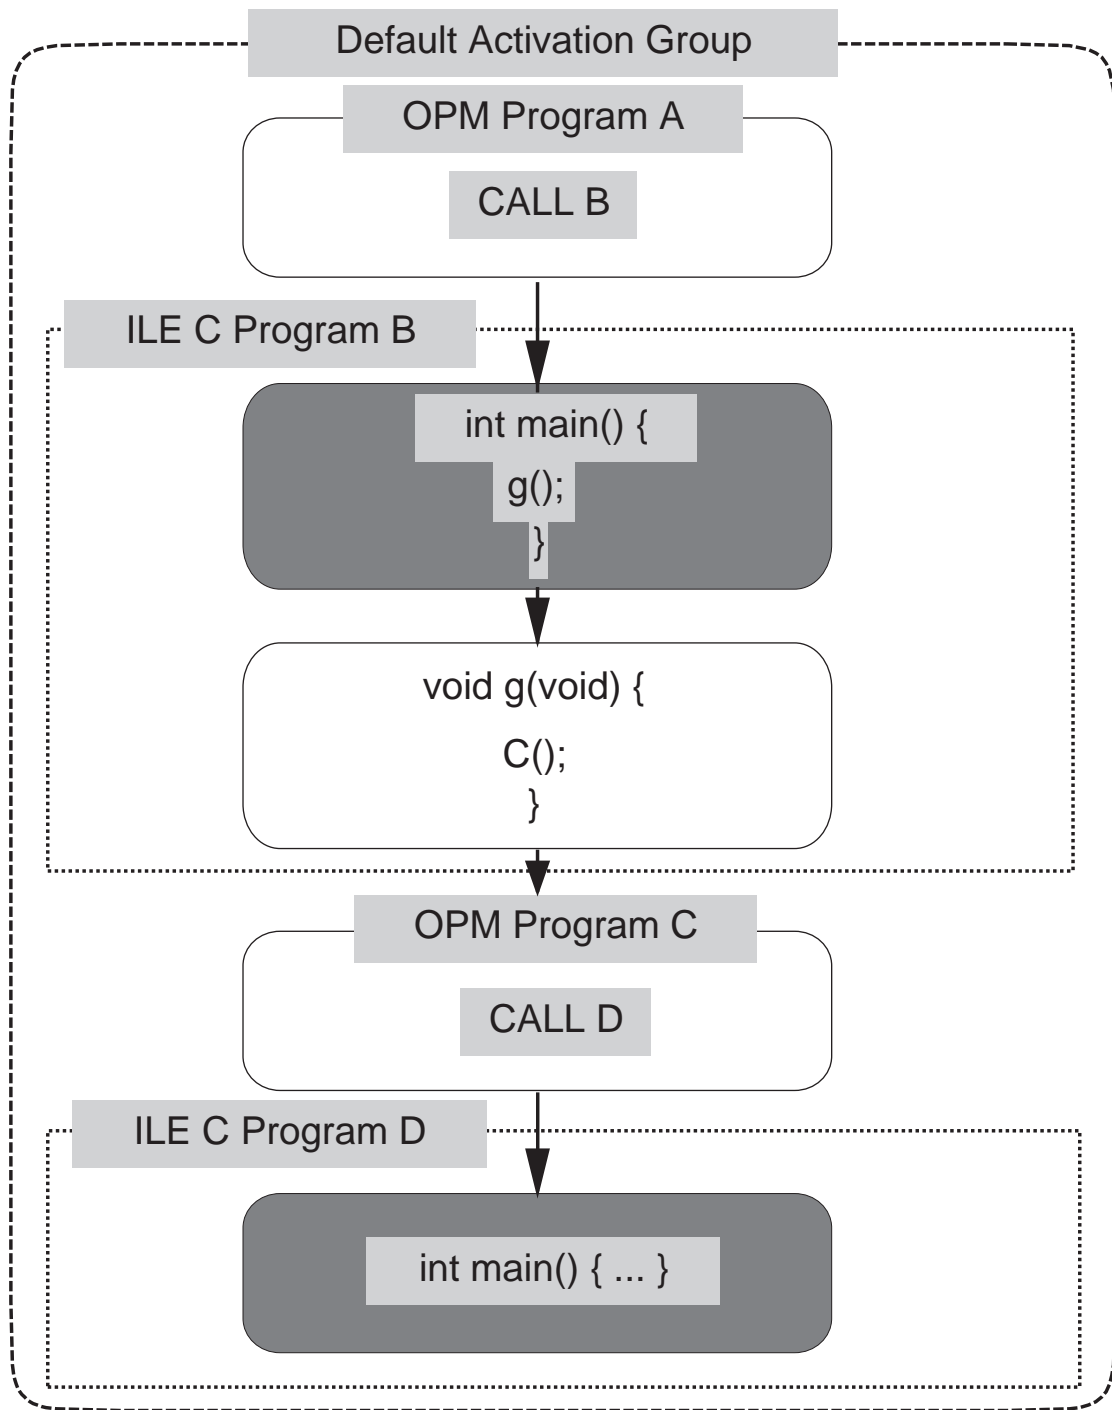 Default Activation Group
OPM Program A
CALL B
ILE C Program B
int main() {
g();
}
void g(void) {
C();
}
OPM Program C
CALL D
ILE C Program D
int main() { ... }